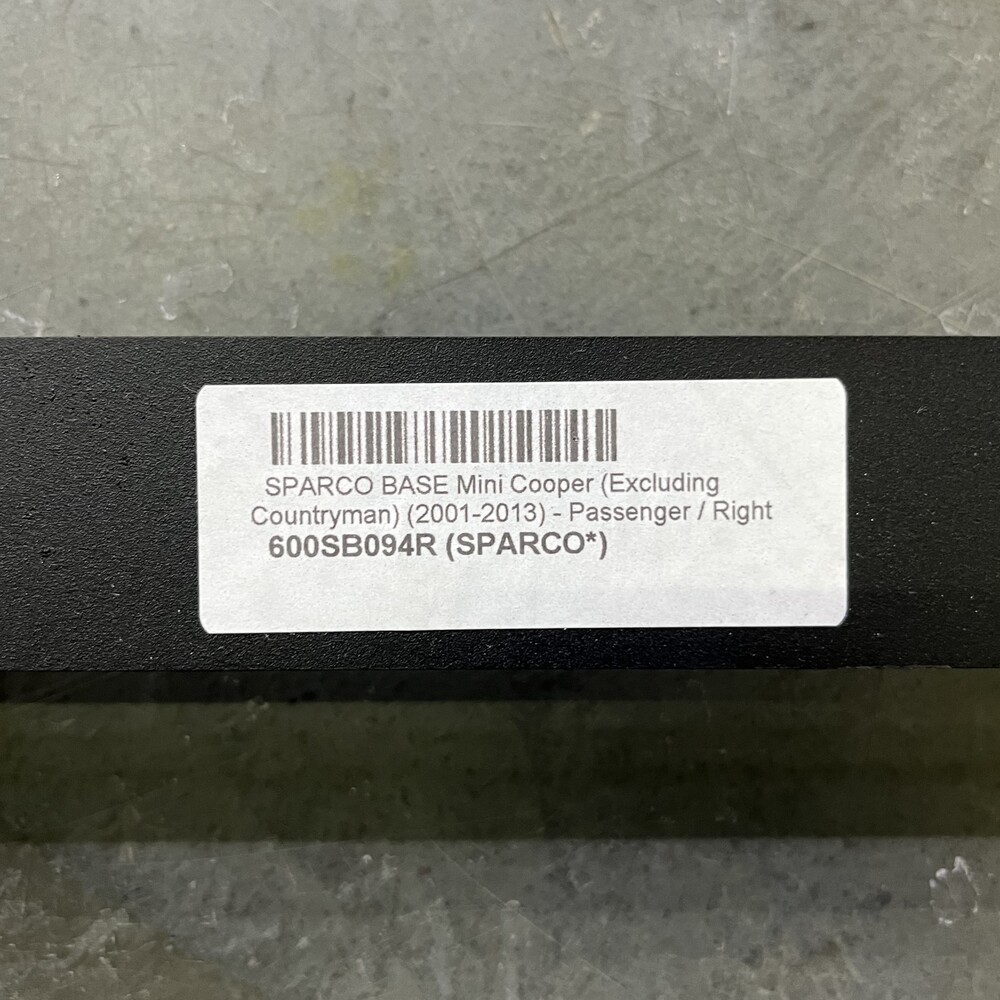 SPARCO BASE Mini Cooper (Excluding
Countryman) (2001-2013) - Passenger / Right
600SB094R (SPARCO*)